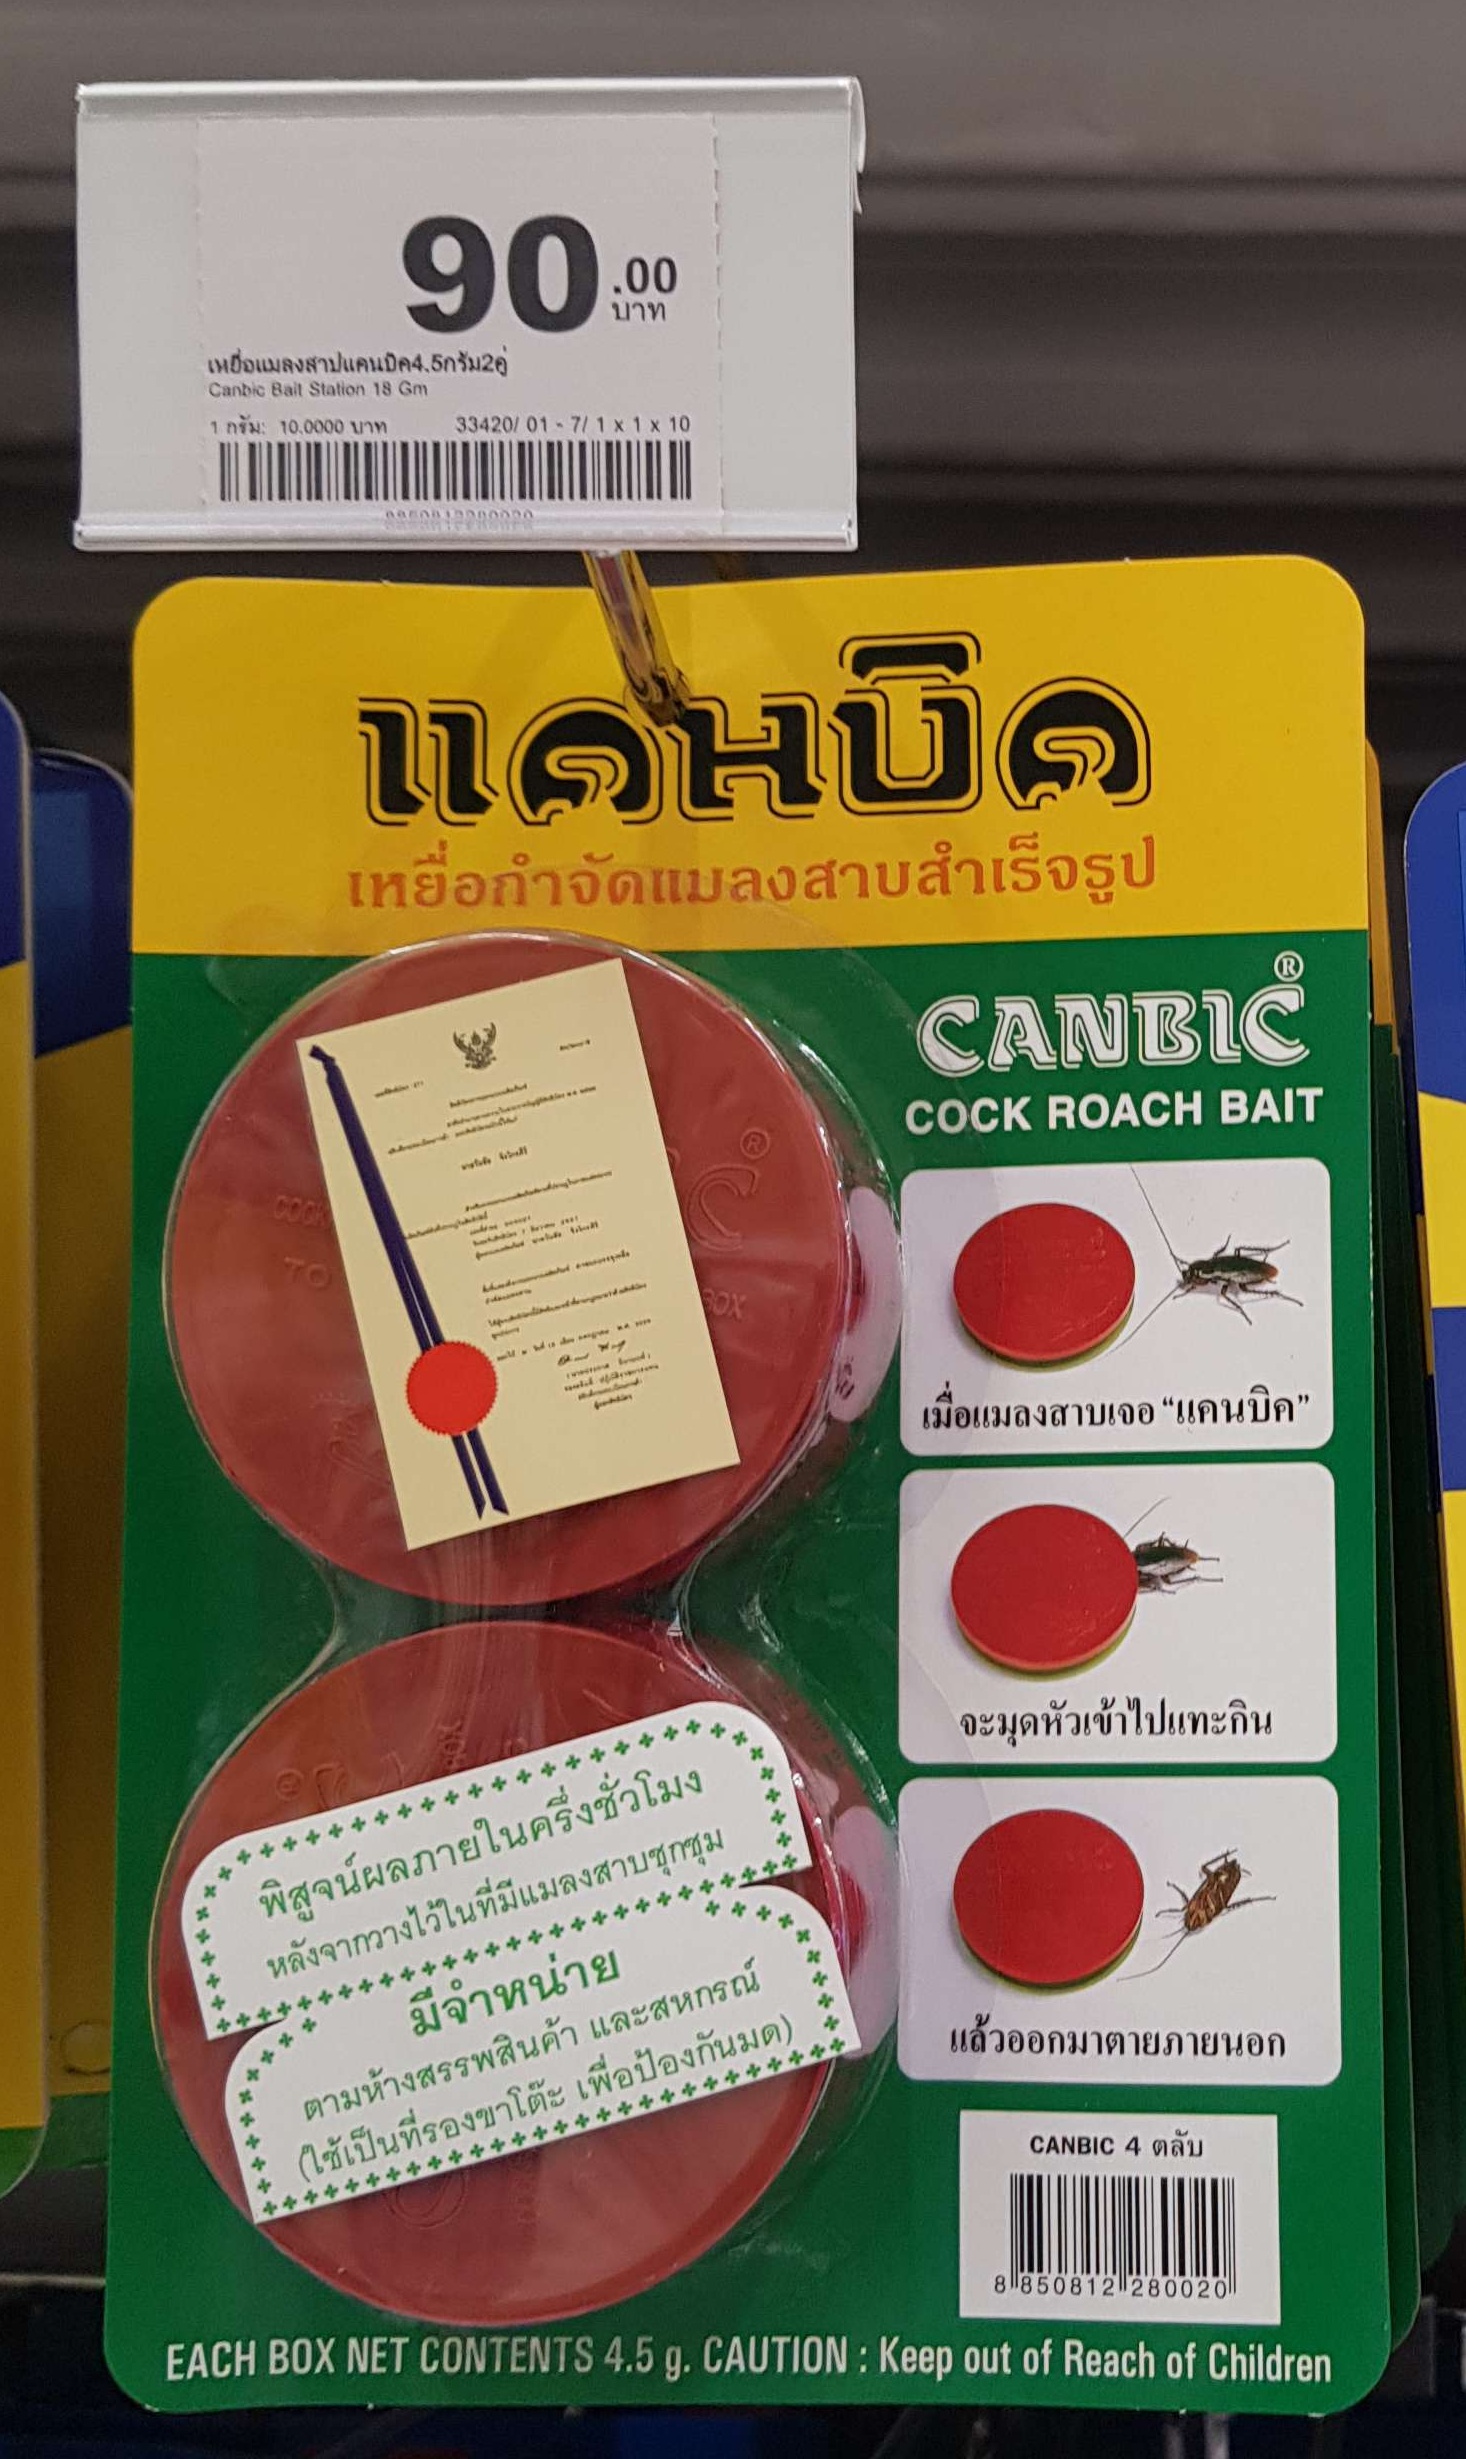 90.00
บาท
เหยื่อแมลงสาปแคนบิค4.5กรัม2คู่
Canbic Bait Station 18 Gm
1 กรัม: 10.0000 บาท 33420/ 01 - 7/ 1 x 1 x 10
แคนบิค
เหยื่อกำจัดแมลงสาบสำเร็จรูป
CANBIC®
COCK ROACH BAIT
เมื่อแมลงสาบเจอ “แคนบิค”
จะมุดหัวเข้าไปแทะกิน
แล้วออกมาตายภายนอก
พิสูจน์ผลภายในครึ่งชั่วโมง
หลังจากวางไว้ในที่มีแมลงสาบชุกชุม
มีจำหน่าย
ตามห้างสรรพสินค้า และสหกรณ์
(ใช้เป็นที่รองขาโต๊ะ เพื่อป้องกันมด)
CANBIC 4 ตลับ
8 850812 280020
EACH BOX NET CONTENTS 4.5 g. CAUTION : Keep out of Reach of Children